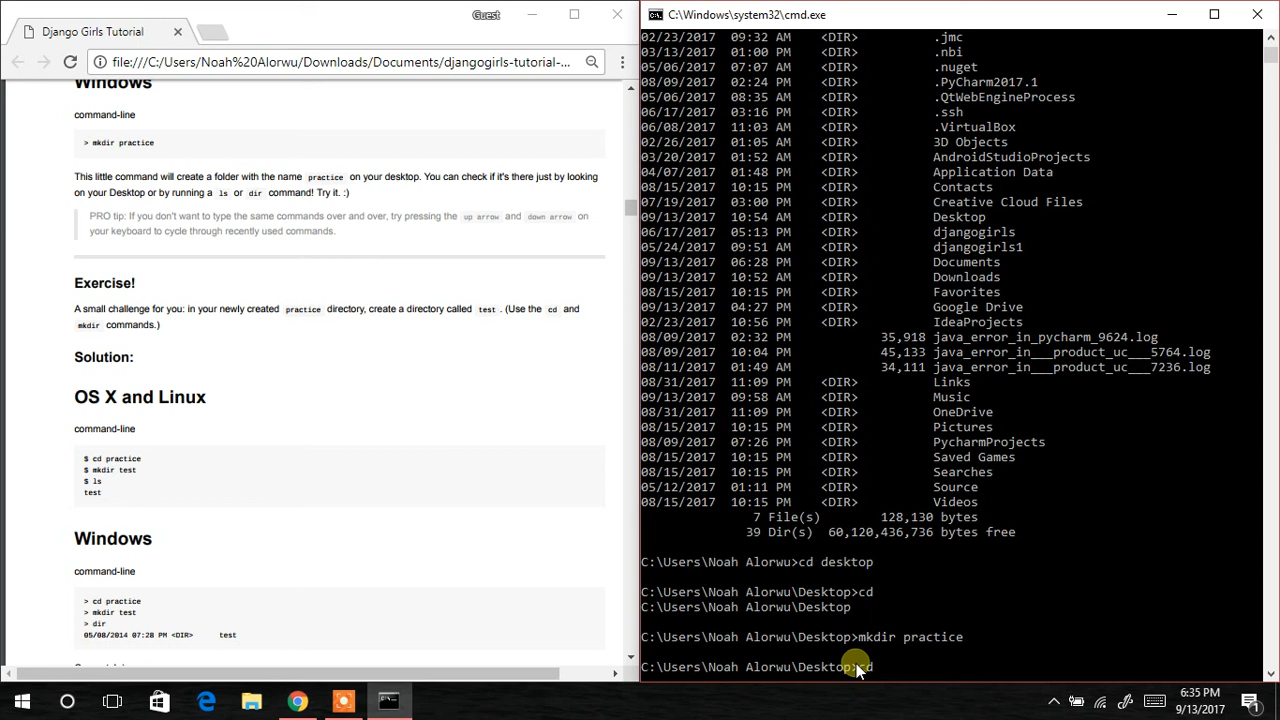 Guest
Django Girls Tutorial
file:///C:/Users/Noah%20Alorwu/Downloads/Documents/djangogirls-tutorial-...
Windows
command-line
> mkdir practice
This little command will create a folder with the name practice on your desktop. You can check if it's there just by looking
on your Desktop or by running a ls or dir command! Try it. :)
PRO tip: If you don't want to type the same commands over and over, try pressing the up arrow and down arrow on
your keyboard to cycle through recently used commands.
Exercise!
A small challenge for you: in your newly created practice directory, create a directory called test . (Use the cd and
mkdir commands.)
Solution:
OS X and Linux
command-line
$ cd practice
$ mkdir test
$ ls
test
Windows
command-line
> cd practice
> mkdir test
> dir
05/08/2014 07:28 PM <DIR> test
C:\Windows\system32\cmd.exe
02/23/2017 09:32 AM <DIR> .jmc
03/13/2017 01:00 PM <DIR> .nbi
05/06/2017 07:07 AM <DIR> .nuget
08/09/2017 02:24 PM <DIR> .PyCharm2017.1
05/06/2017 08:35 AM <DIR> .QtWebEngineProcess
06/17/2017 03:16 PM <DIR> .ssh
06/08/2017 11:03 AM <DIR> .VirtualBox
02/26/2017 01:05 AM <DIR> 3D Objects
03/20/2017 01:52 AM <DIR> AndroidStudioProjects
04/07/2017 01:48 AM <DIR> Application Data
08/15/2017 10:15 PM <DIR> Contacts
07/19/2017 03:00 PM <DIR> Creative Cloud Files
09/13/2017 10:54 AM <DIR> Desktop
06/17/2017 05:13 PM <DIR> djangogirls
05/24/2017 09:51 AM <DIR> djangogirls1
09/13/2017 06:28 PM <DIR> Documents
09/13/2017 10:52 AM <DIR> Downloads
08/15/2017 10:15 PM <DIR> Favorites
09/13/2017 04:27 PM <DIR> Google Drive
02/23/2017 10:56 PM <DIR> IdeaProjects
08/09/2017 02:32 PM 35,918 java_error_in_pycharm_9624.log
08/09/2017 10:04 PM 45,133 java_error_in___product_uc___5764.log
08/11/2017 01:49 AM 34,111 java_error_in___product_uc___7236.log
08/31/2017 11:09 PM <DIR> Links
09/13/2017 09:58 AM <DIR> Music
08/31/2017 11:09 PM <DIR> OneDrive
08/15/2017 10:15 PM <DIR> Pictures
08/09/2017 07:26 PM <DIR> PycharmProjects
08/15/2017 10:15 PM <DIR> Saved Games
08/15/2017 10:15 PM <DIR> Searches
05/12/2017 01:11 PM <DIR> Source
08/15/2017 10:15 PM <DIR> Videos
7 File(s) 128,130 bytes
39 Dir(s) 60,120,436,736 bytes free
C:\Users\Noah Alorwu>cd desktop
C:\Users\Noah Alorwu\Desktop>cd
C:\Users\Noah Alorwu\Desktop
C:\Users\Noah Alorwu\Desktop>mkdir practice
C:\Users\Noah Alorwu\Desktop>cd
6:35 PM
9/13/2017